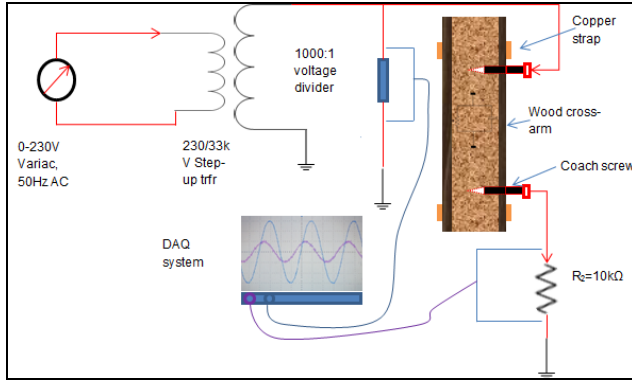 Copper
strap
1000:1
voltage
divider
Wood cross-
arm
0-230V
Variac,
50Hz AC
230/33k
V Step-
up trfr
Coach screw
DAQ
system
R₂=10kΩ